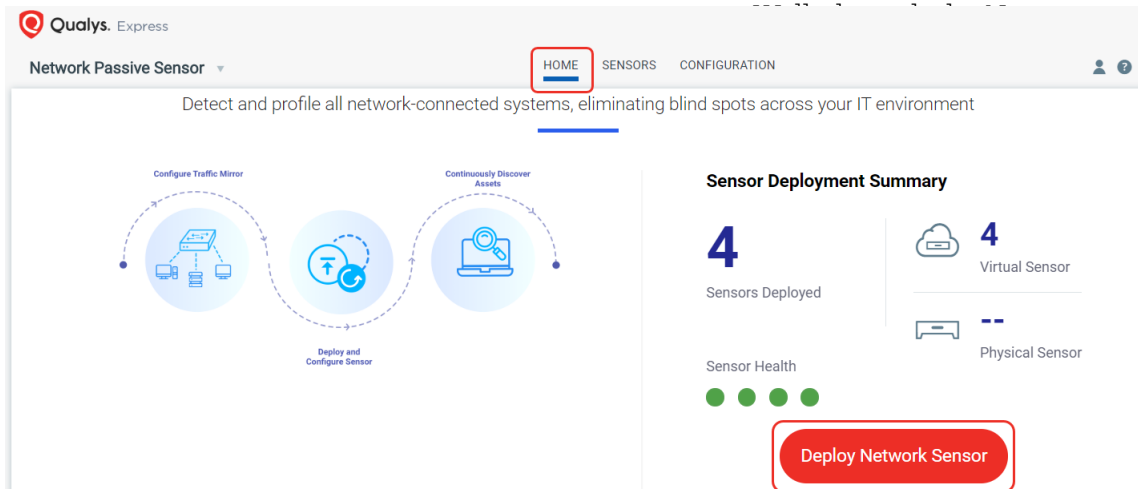 Qualys. Express
Network Passive Sensor
HOME SENSORS CONFIGURATION
Detect and profile all network-connected systems, eliminating blind spots across your IT environment
Configure Traffic Mirror
Continuously Discover
Assets
Deploy and
Configure Sensor
Sensor Deployment Summary
4
Sensors Deployed
4
Virtual Sensor
--
Physical Sensor
Sensor Health
Deploy Network Sensor